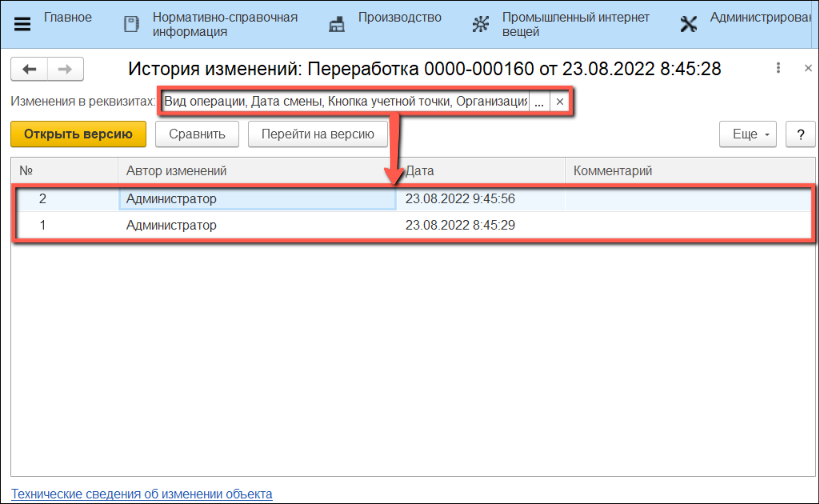 Главное
Нормативно-справочная
информация
Производство
Промышленный интернет
вещей
Администрирован
История изменений: Переработка 0000-000160 от 23.08.2022 8:45:28
Изменения в реквизитах: Вид операции, Дата смены, Кнопка учетной точки, Организация ... ×
Открыть версию Сравнить Перейти на версию Еще ?
№ Автор изменений Дата Комментарий
2 Администратор 23.08.2022 9:45:56
1 Администратор 23.08.2022 8:45:29
Технические сведения об изменении объекта